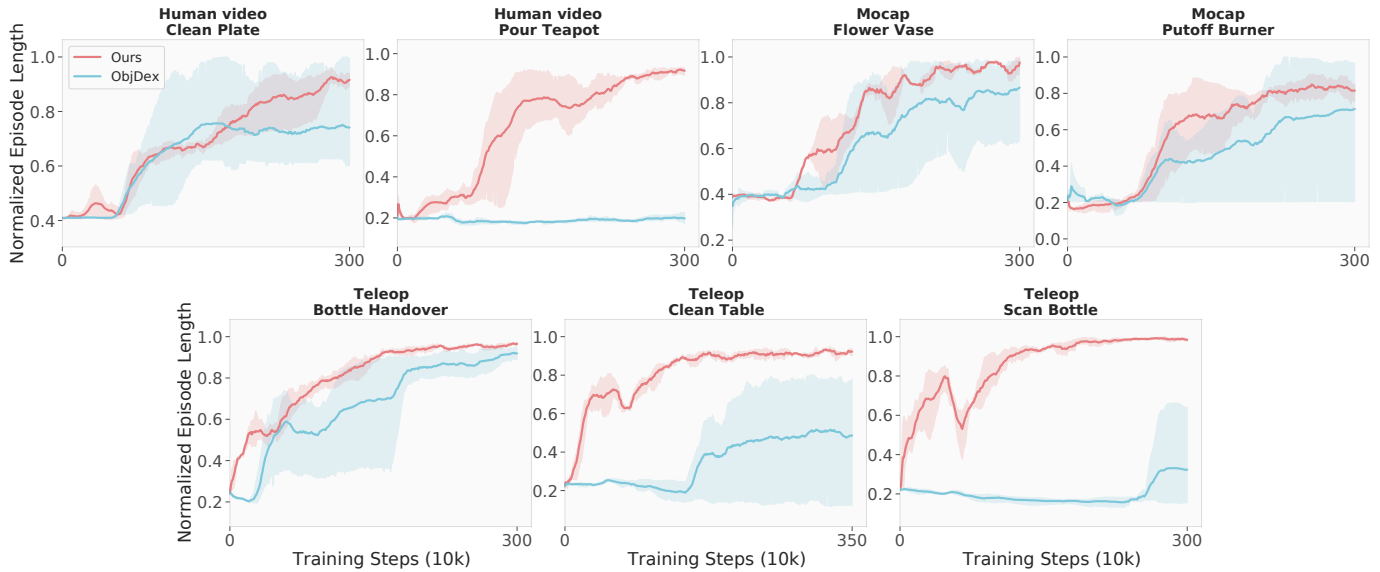 Human video
Clean Plate
Human video
Pour Teapot
Mocap
Flower Vase
Mocap
Putoff Burner
Normalized Episode Length
1.0
0.8
0.6
0.4
0
300
Ours
ObjDex
1.0
0.8
0.6
0.4
0.2
0
300
1.0
0.8
0.6
0.4
0.2
0
300
1.0
0.8
0.6
0.4
0.2
0.0
0
300
Teleop
Bottle Handover
Teleop
Clean Table
Teleop
Scan Bottle
Normalized Episode Length
1.0
0.8
0.6
0.4
0.2
0
300
Training Steps (10k)
1.0
0.8
0.6
0.4
0.2
0
350
Training Steps (10k)
1.0
0.8
0.6
0.4
0.2
0
300
Training Steps (10k)